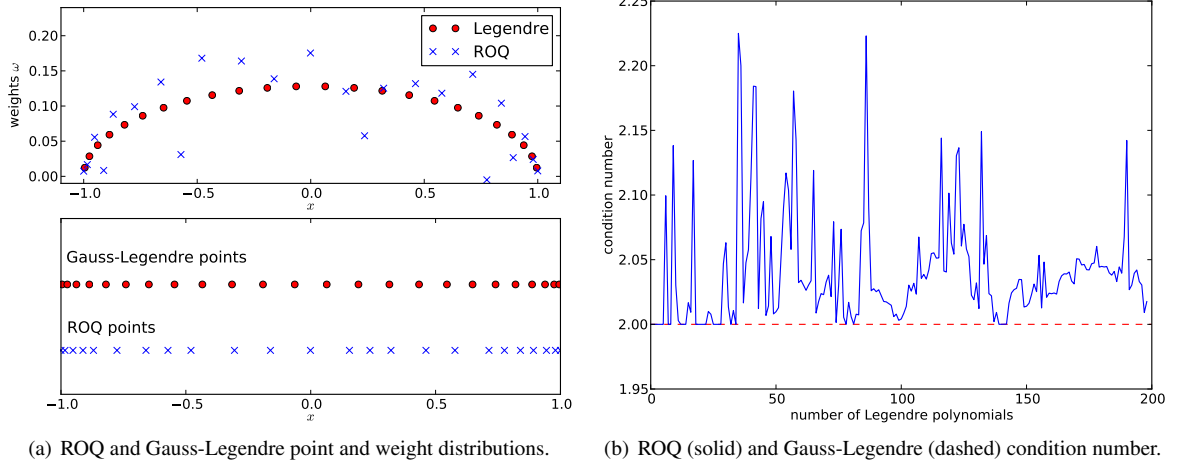 0.20
0.15
0.10
0.05
0.00
weights ω
Legendre
ROQ
−1.0
−0.5
0.0
0.5
1.0
x
Gauss-Legendre points
ROQ points
-1.0
-0.5
0.0
0.5
1.0
x
(a) ROQ and Gauss-Legendre point and weight distributions.
2.25
2.20
2.15
2.10
2.05
2.00
1.95
condition number
0
50
100
150
200
number of Legendre polynomials
(b) ROQ (solid) and Gauss-Legendre (dashed) condition number.